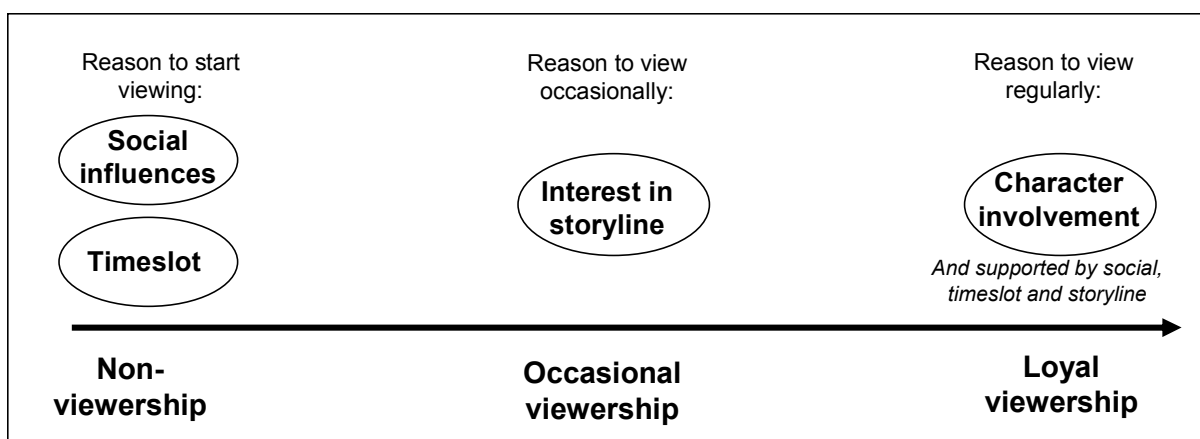 Reason to start
viewing:
Social
influences
Timeslot
Non-
viewership
Reason to view
occasionally:
Interest in
storyline
Occasional
viewership
Reason to view
regularly:
Character
involvement
And supported by social,
timeslot and storyline
Loyal
viewership